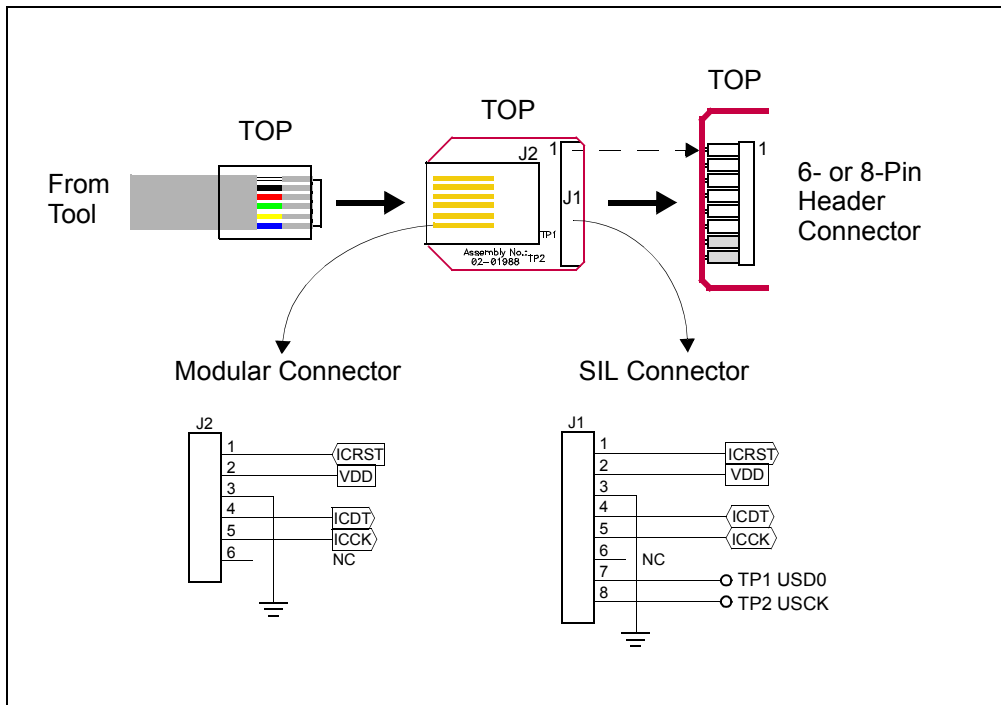 TOP
TOP
TOP
From
Tool
J2
1
J1
TP1
Assembly No.:
02-01988
TP2
1
6- or 8-Pin
Header
Connector
Modular Connector
SIL Connector
J2
1
ICRST
2
VDD
3
4
ICDT
5
ICCK
6
NC
J1
1
ICRST
2
VDD
3
4
ICDT
5
ICCK
6
NC
7
TP1 USD0
8
TP2 USCK